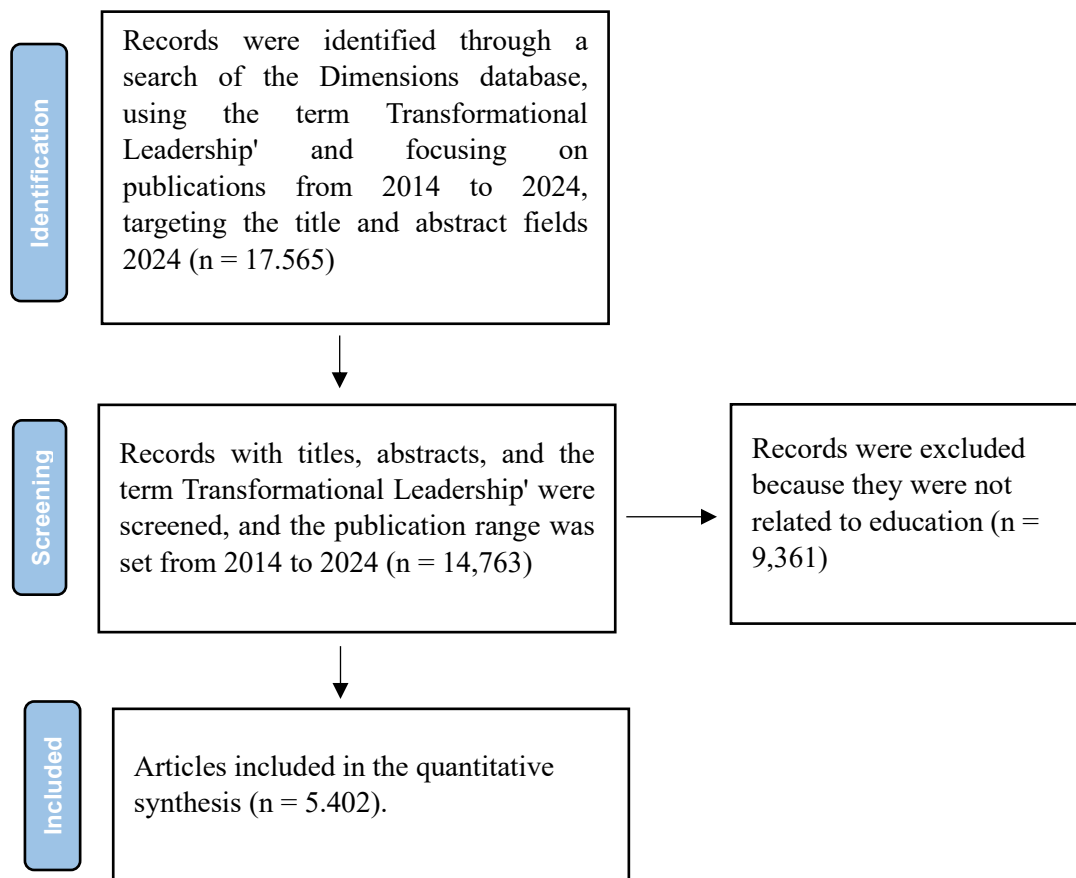 Identification
Records were identified through a
search of the Dimensions database,
using the term Transformational
Leadership' and focusing on
publications from 2014 to 2024,
targeting the title and abstract fields
2024 (n = 17.565)
Screening
Records with titles, abstracts, and the
term Transformational Leadership' were
screened, and the publication range was
set from 2014 to 2024 (n = 14,763)
Records were excluded
because they were not
related to education (n =
9,361)
Included
Articles included in the quantitative
synthesis (n = 5.402).